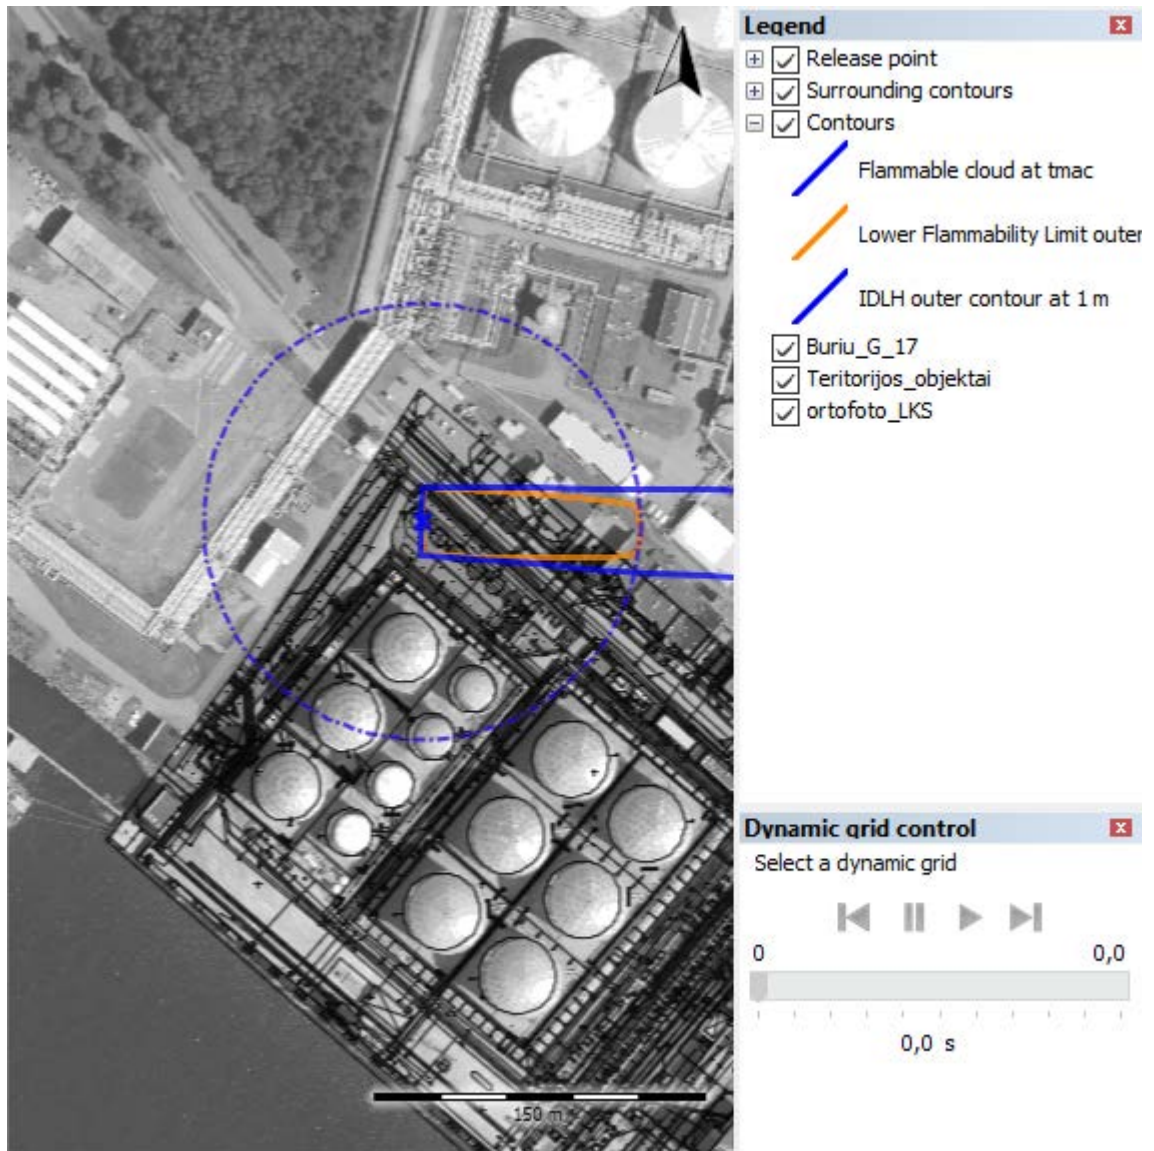 Legend
Release point
Surrounding contours
Contours
Flammable cloud at tmac
Lower Flammability Limit outer
IDLH outer contour at 1 m
Buriu_G_17
Teritorijos_objektai
ortofoto_LKS
Dynamic grid control
Select a dynamic grid
0 0,0
0,0 s
150 m